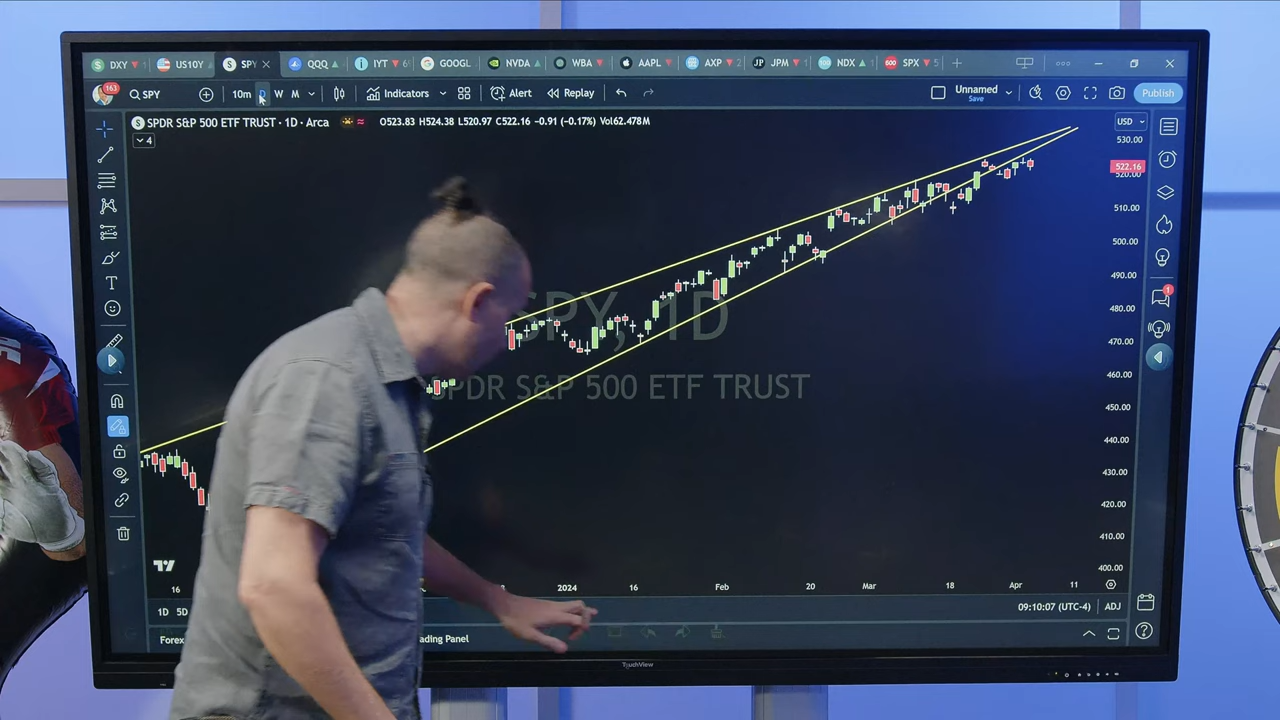 DXY US10Y SPY QQQ IYT GOOGL NVDA WBA AAPL AXP JPM NDX SPX
163 SPY 10m D W M Indicators Alert Replay Unnamed Save Publish
SPDR S&P 500 ETF TRUST · 1D · Arca O523.83 H524.38 L520.97 C522.16 −0.91 (−0.17%) Vol62.478M USD
4
530.00
522.16
520.00
510.00
500.00
490.00
480.00
470.00
460.00
450.00
440.00
430.00
420.00
410.00
400.00
SPY, 1D
SPDR S&P 500 ETF TRUST
1
16 2024 16 Feb 20 Mar 18 Apr 11
1D 5D 09:10:07 (UTC-4) ADJ
Forex ading Panel
TouchView